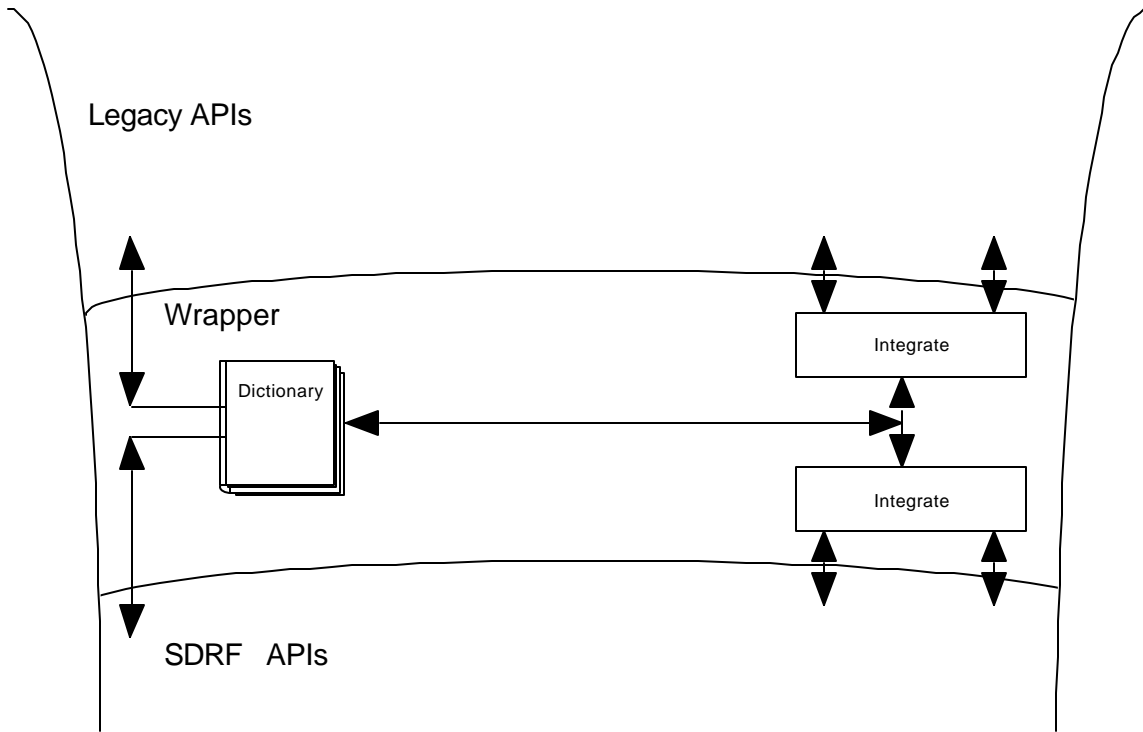 Legacy APIs
Wrapper
Dictionary
Integrate
Integrate
SDRF APIs